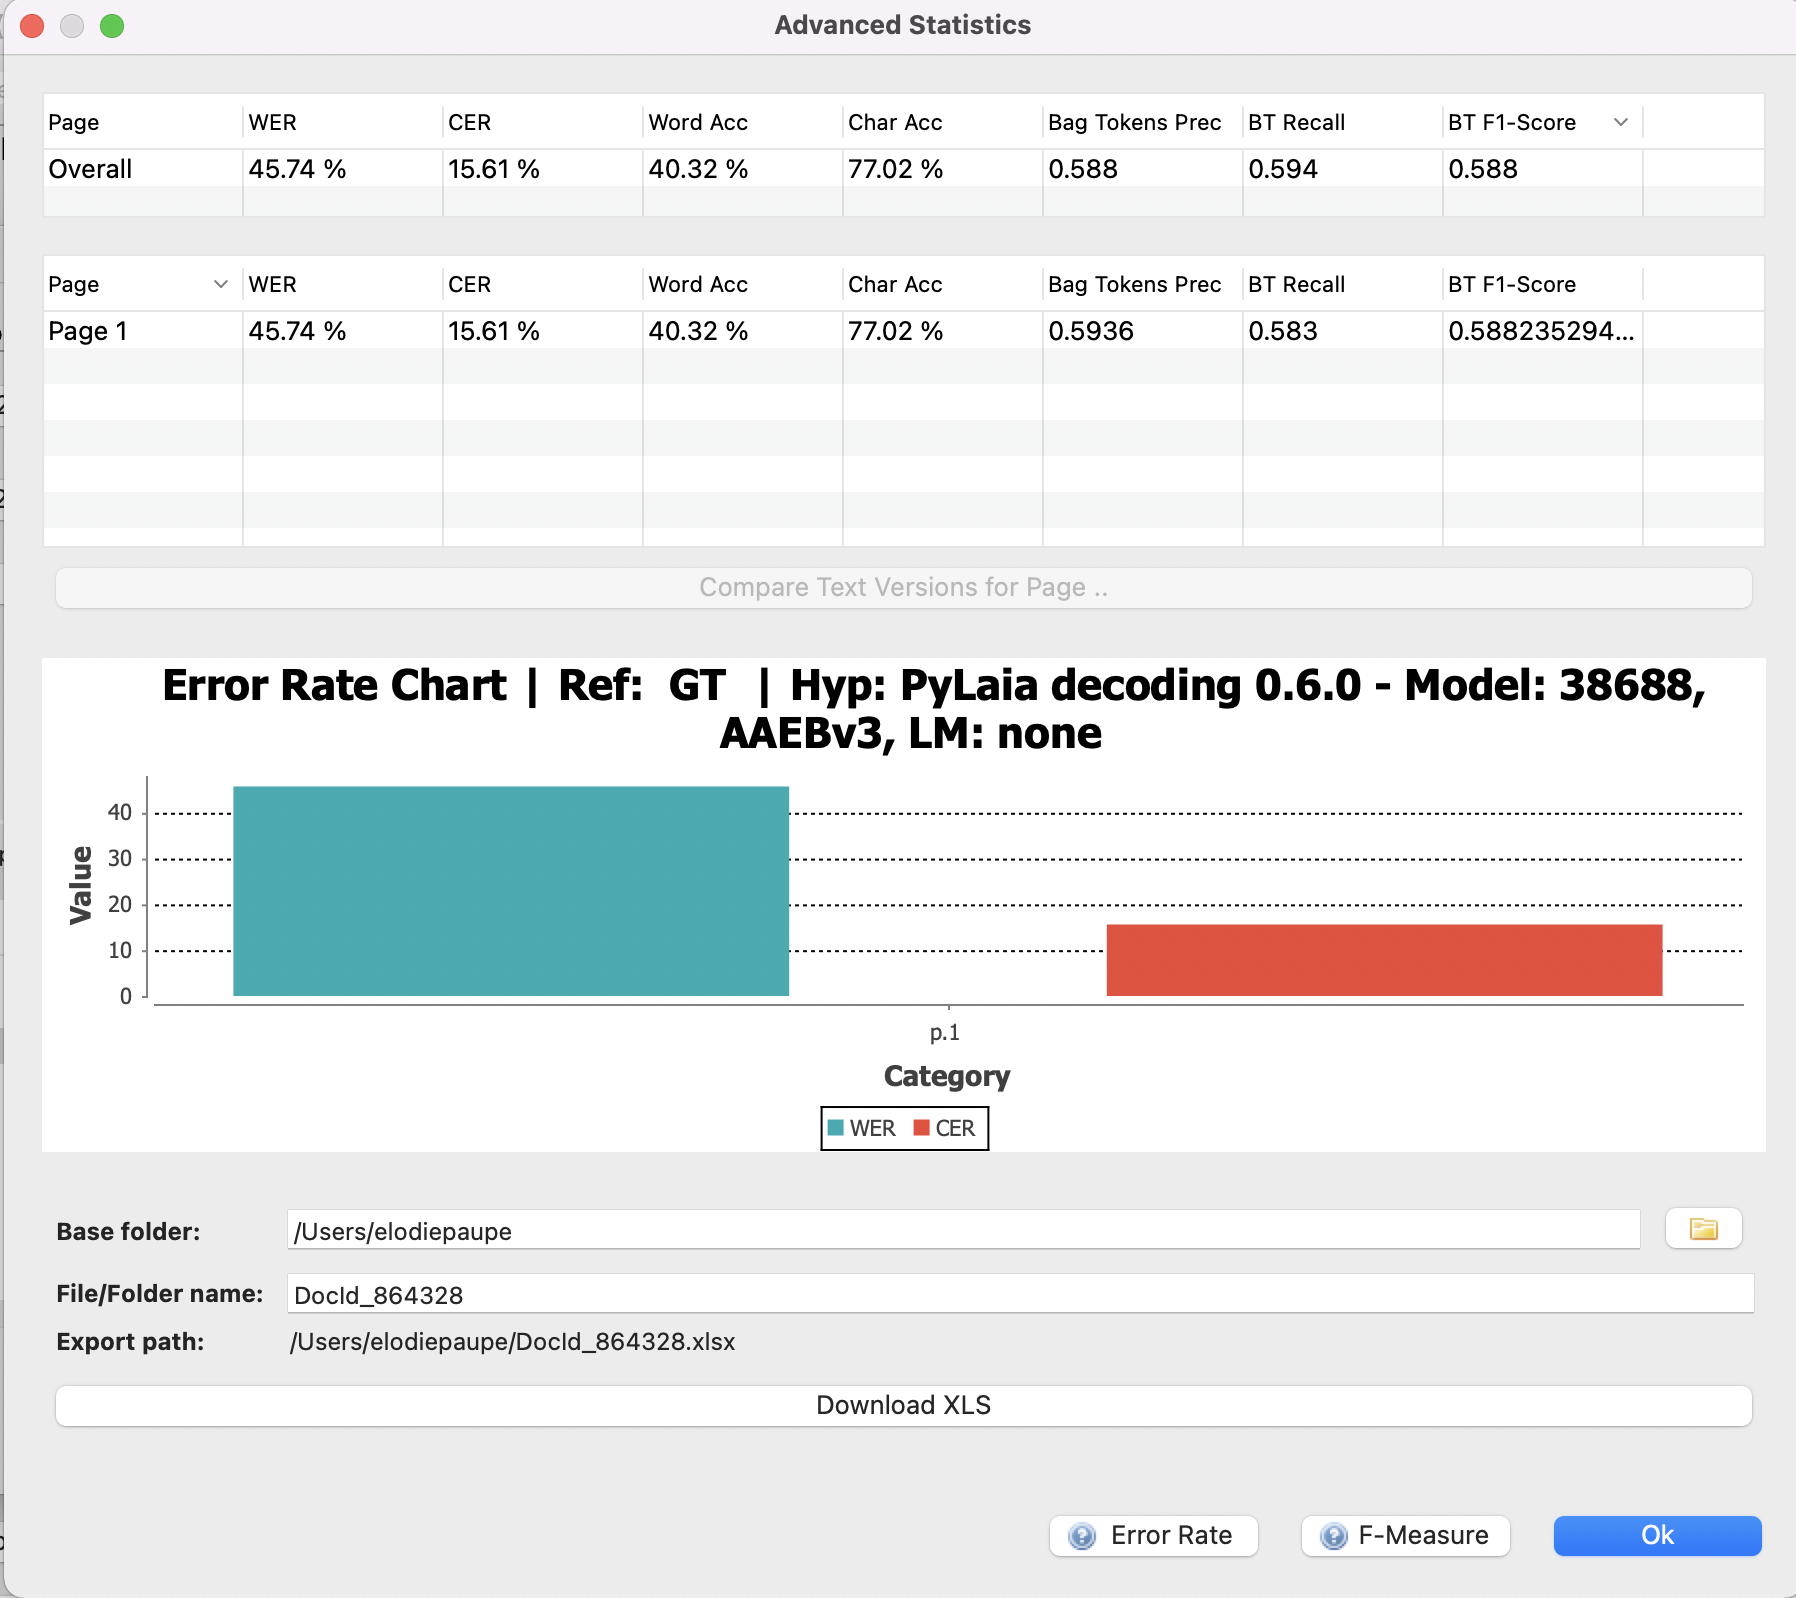 Advanced Statistics
Page WER CER Word Acc Char Acc Bag Tokens Prec BT Recall BT F1-Score
Overall 45.74 % 15.61 % 40.32 % 77.02 % 0.588 0.594 0.588
Page WER CER Word Acc Char Acc Bag Tokens Prec BT Recall BT F1-Score
Page 1 45.74 % 15.61 % 40.32 % 77.02 % 0.5936 0.583 0.588235294...
Compare Text Versions for Page ..
Error Rate Chart | Ref: GT | Hyp: PyLaia decoding 0.6.0 - Model: 38688,
AAEBv3, LM: none
Value
40
30
20
10
0
p.1
Category
WER CER
Base folder: /Users/elodiepaupe
File/Folder name: DocId_864328
Export path: /Users/elodiepaupe/DocId_864328.xlsx
Download XLS
Error Rate F-Measure Ok